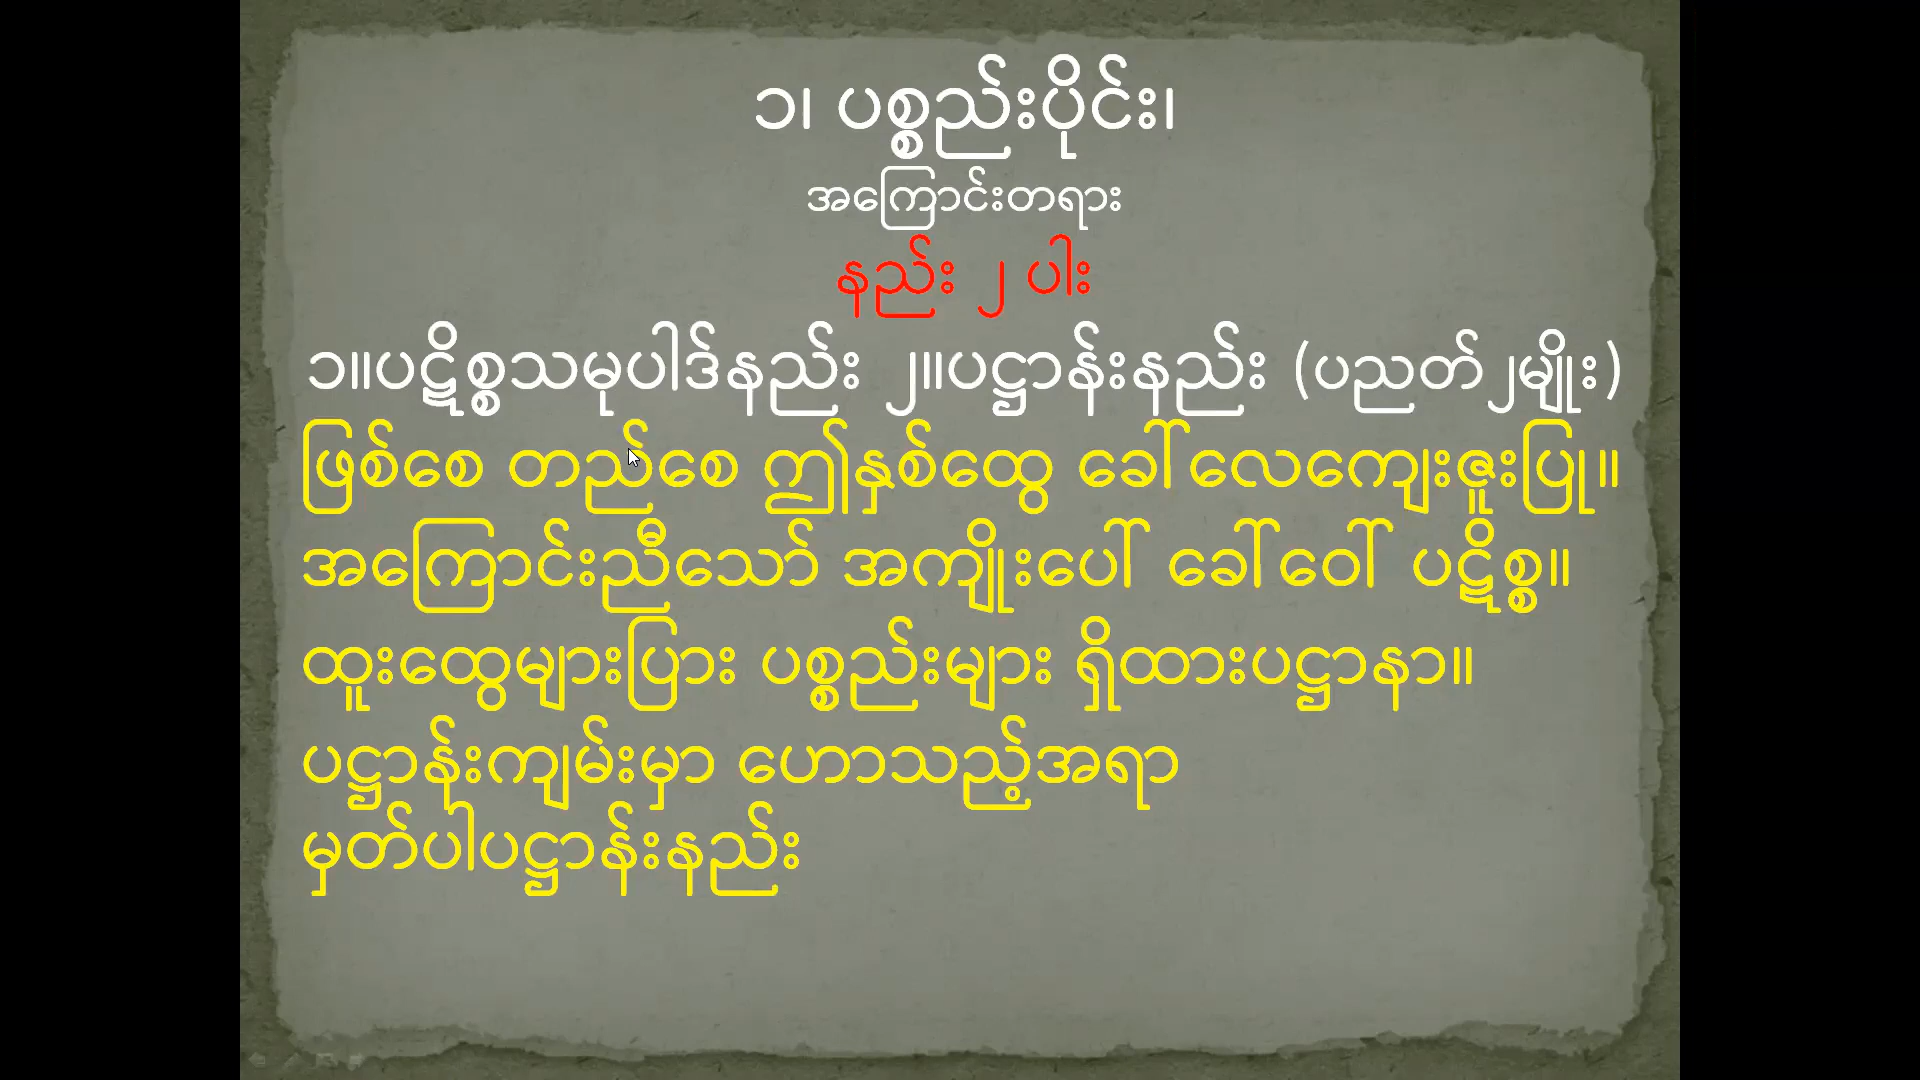 ၁၊ ပစ္စည်းပိုင်း၊
အကြောင်းတရား
နည်း ၂ ပါး
၁။ပဋိစ္စသမုပါဒ်နည်း ၂။ပဋ္ဌာန်းနည်း (ပညတ်၂မျိုး)
ဖြစ်စေ တည်စေ ဤနှစ်ထွေ ခေါ်လေကျေးဇူးပြု။
အကြောင်းညီသော် အကျိုးပေါ် ခေါ်ဝေါ် ပဋိစ္စ။
ထူးထွေများပြား ပစ္စည်းများ ရှိထားပဋ္ဌာနာ။
ပဋ္ဌာန်းကျမ်းမှာ ဟောသည့်အရာ
မှတ်ပါပဋ္ဌာန်းနည်း